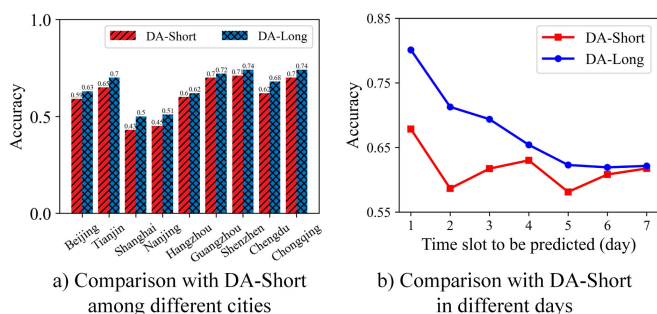 1.0
DA-Short
DA-Long
0.59 0.63 0.65 0.7 0.43 0.5 0.45 0.51 0.6 0.62 0.7 0.72 0.71 0.74 0.62 0.68 0.7 0.74
Accuracy
0.5
0.0
Beijing
Tianjin
Shanghai
Nanjing
Hangzhou
Guangzhou
Shenzhen
Chengdu
Chongqing
a) Comparison with DA-Short
among different cities
0.85
DA-Short
DA-Long
0.75
Accuracy
0.65
0.55
1 2 3 4 5 6 7
Time slot to be predicted (day)
b) Comparison with DA-Short
in different days